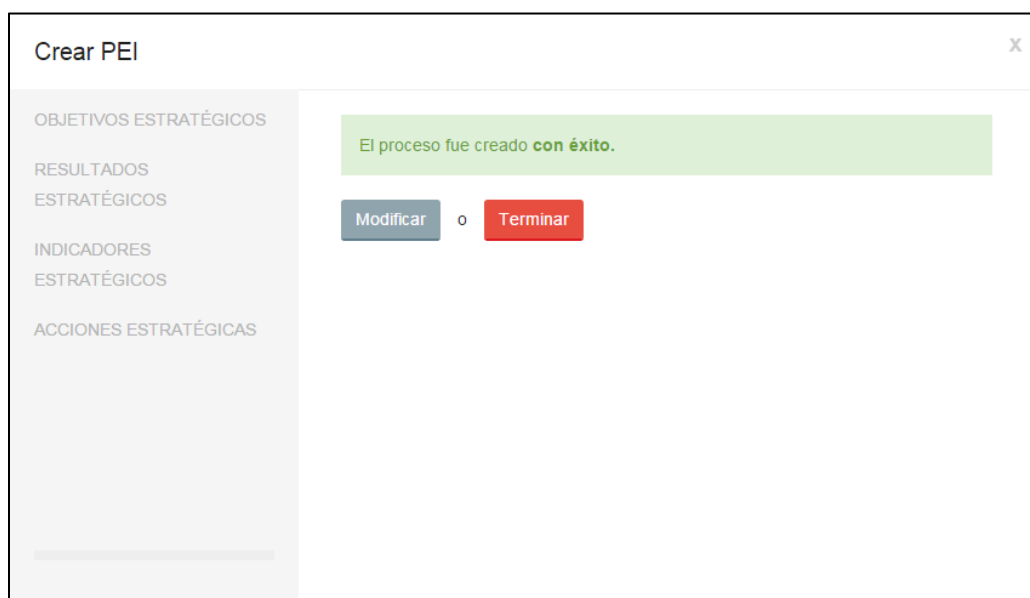 Crear PEI
x
OBJETIVOS ESTRATÉGICOS
RESULTADOS
ESTRATÉGICOS
INDICADORES
ESTRATÉGICOS
ACCIONES ESTRATÉGICAS
El proceso fue creado con éxito.
Modificar o Terminar